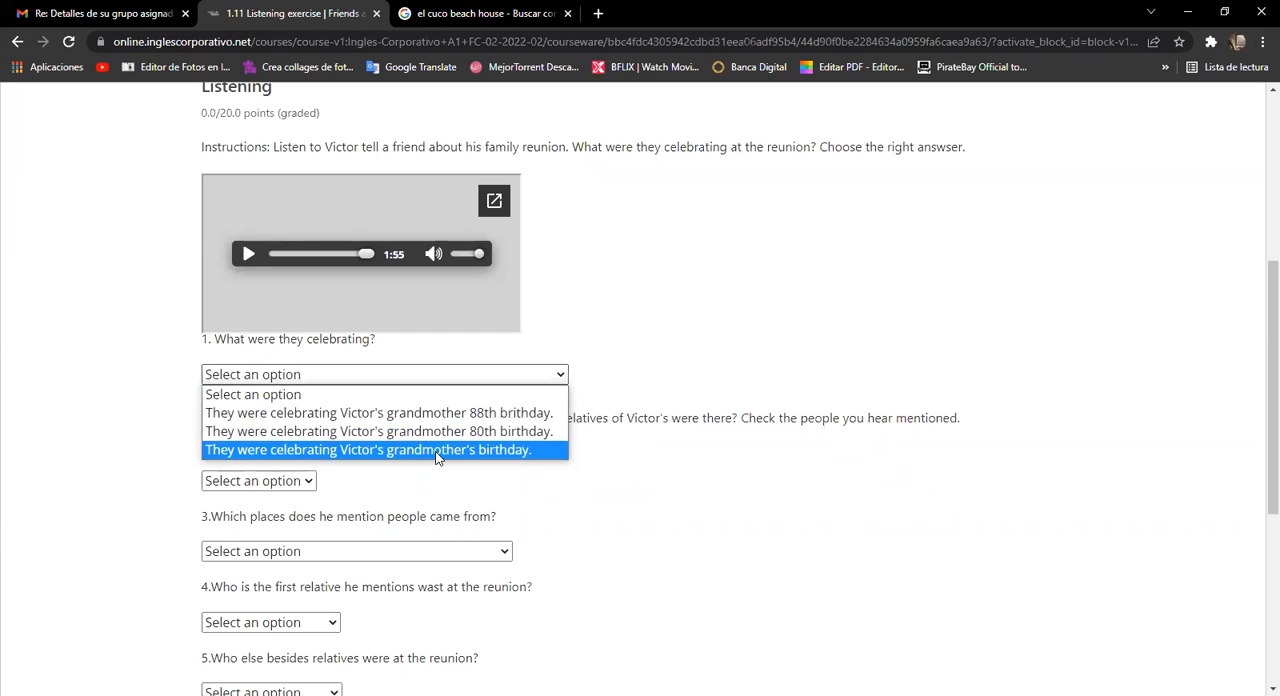 Re: Detalles de su grupo asignad
1.11 Listening exercise | Friends a
el cuco beach house - Buscar con
online.inglescorporativo.net/courses/course-v1:Ingles-Corporativo+A1+FC-02-2022-02/courseware/bbc4fdc4305942cdbd31eea06adf95b4/44d90f0be2284634a0959fa6caea9a63/?activate_block_id=block-v1...
Aplicaciones
Editor de Fotos en l...
Crea collages de fot...
Google Translate
MejorTorrent Desca...
BFLIX | Watch Movi...
Banca Digital
Editar PDF - Editor...
PirateBay Official to...
»
Lista de lectura
Listening
0.0/20.0 points (graded)
Instructions: Listen to Victor tell a friend about his family reunion. What were they celebrating at the reunion? Choose the right answser.
1:55
1. What were they celebrating?
Select an option
Select an option
They were celebrating Victor's grandmother 88th brithday.
They were celebrating Victor's grandmother 80th birthday.
They were celebrating Victor's grandmother's birthday.
elatives of Victor's were there? Check the people you hear mentioned.
Select an option
3.Which places does he mention people came from?
Select an option
4.Who is the first relative he mentions wast at the reunion?
Select an option
5.Who else besides relatives were at the reunion?
Select an option